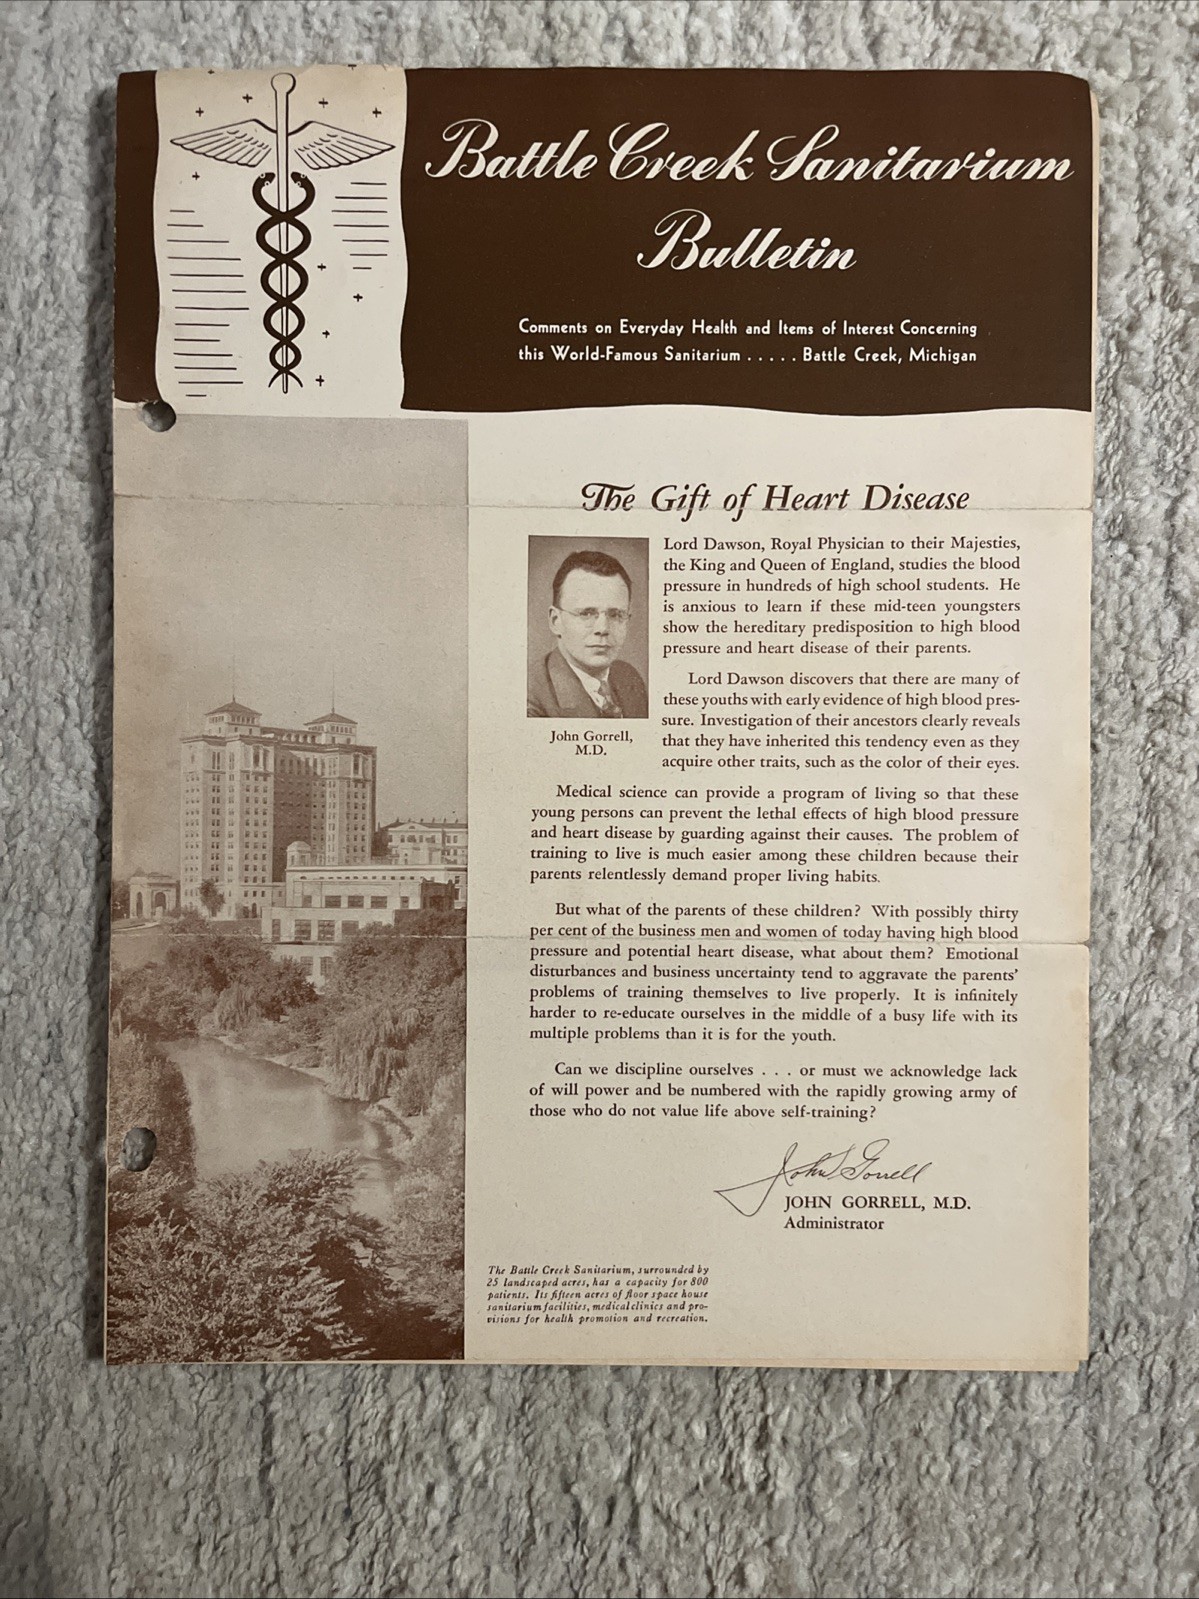 Battle Creek Sanitarium
Bulletin
Comments on Everyday Health and Items of Interest Concerning
this World-Famous Sanitarium . . . . . Battle Creek, Michigan
The Gift of Heart Disease
Lord Dawson, Royal Physician to their Majesties,
the King and Queen of England, studies the blood
pressure in hundreds of high school students. He
is anxious to learn if these mid-teen youngsters
show the hereditary predisposition to high blood
pressure and heart disease of their parents.
Lord Dawson discovers that there are many of
these youths with early evidence of high blood pres-
sure. Investigation of their ancestors clearly reveals
that they have inherited this tendency even as they
acquire other traits, such as the color of their eyes.
John Gorrell,
M.D.
Medical science can provide a program of living so that these
young persons can prevent the lethal effects of high blood pressure
and heart disease by guarding against their causes. The problem of
training to live is much easier among these children because their
parents relentlessly demand proper living habits.
But what of the parents of these children? With possibly thirty
per cent of the business men and women of today having high blood
pressure and potential heart disease, what about them? Emotional
disturbances and business uncertainty tend to aggravate the parents'
problems of training themselves to live properly. It is infinitely
harder to re-educate ourselves in the middle of a busy life with its
multiple problems than it is for the youth.
Can we discipline ourselves . . . or must we acknowledge lack
of will power and be numbered with the rapidly growing army of
those who do not value life above self-training?
John Gorrell
JOHN GORRELL, M.D.
Administrator
The Battle Creek Sanitarium, surrounded by
25 landscaped acres, has a capacity for 800
patients. Its fifteen acres of floor space house
sanitarium facilities, medical clinics and pro-
visions for health promotion and recreation.